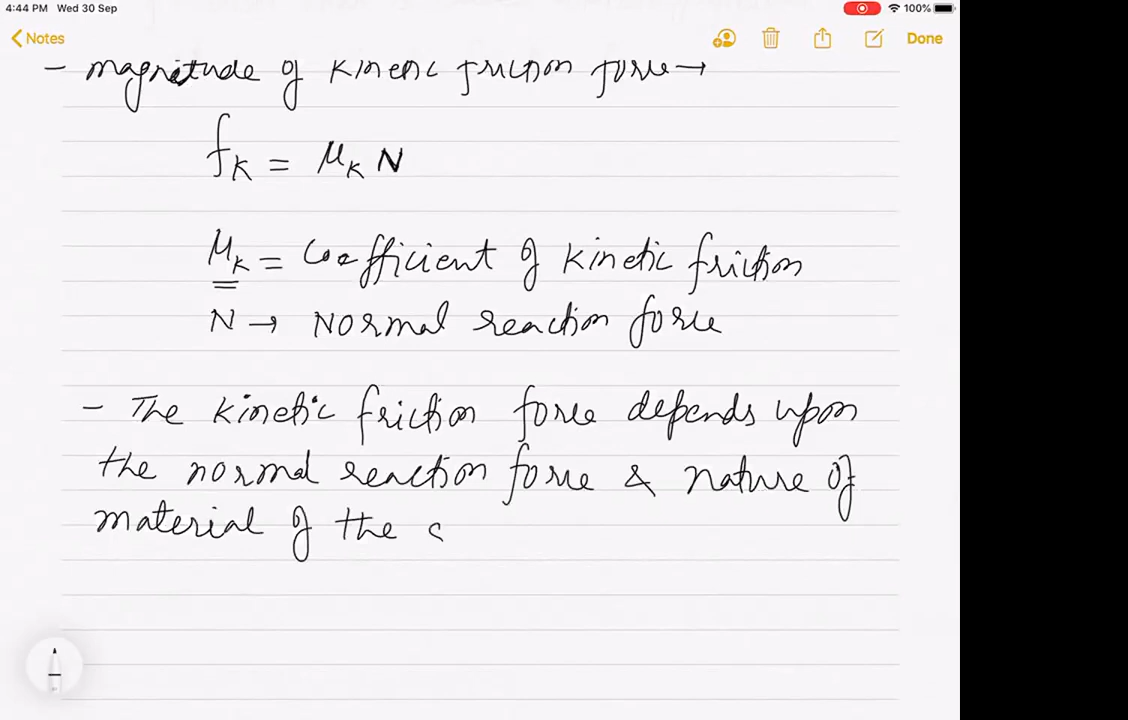 4:44 PM Wed 30 Sep 100%
Notes Done
- magnitude of kinetic friction force →
fK = μK N
μK = Coefficient of kinetic friction
N → Normal reaction force
- The kinetic friction force depends upon
the normal reaction force & nature of
material of the